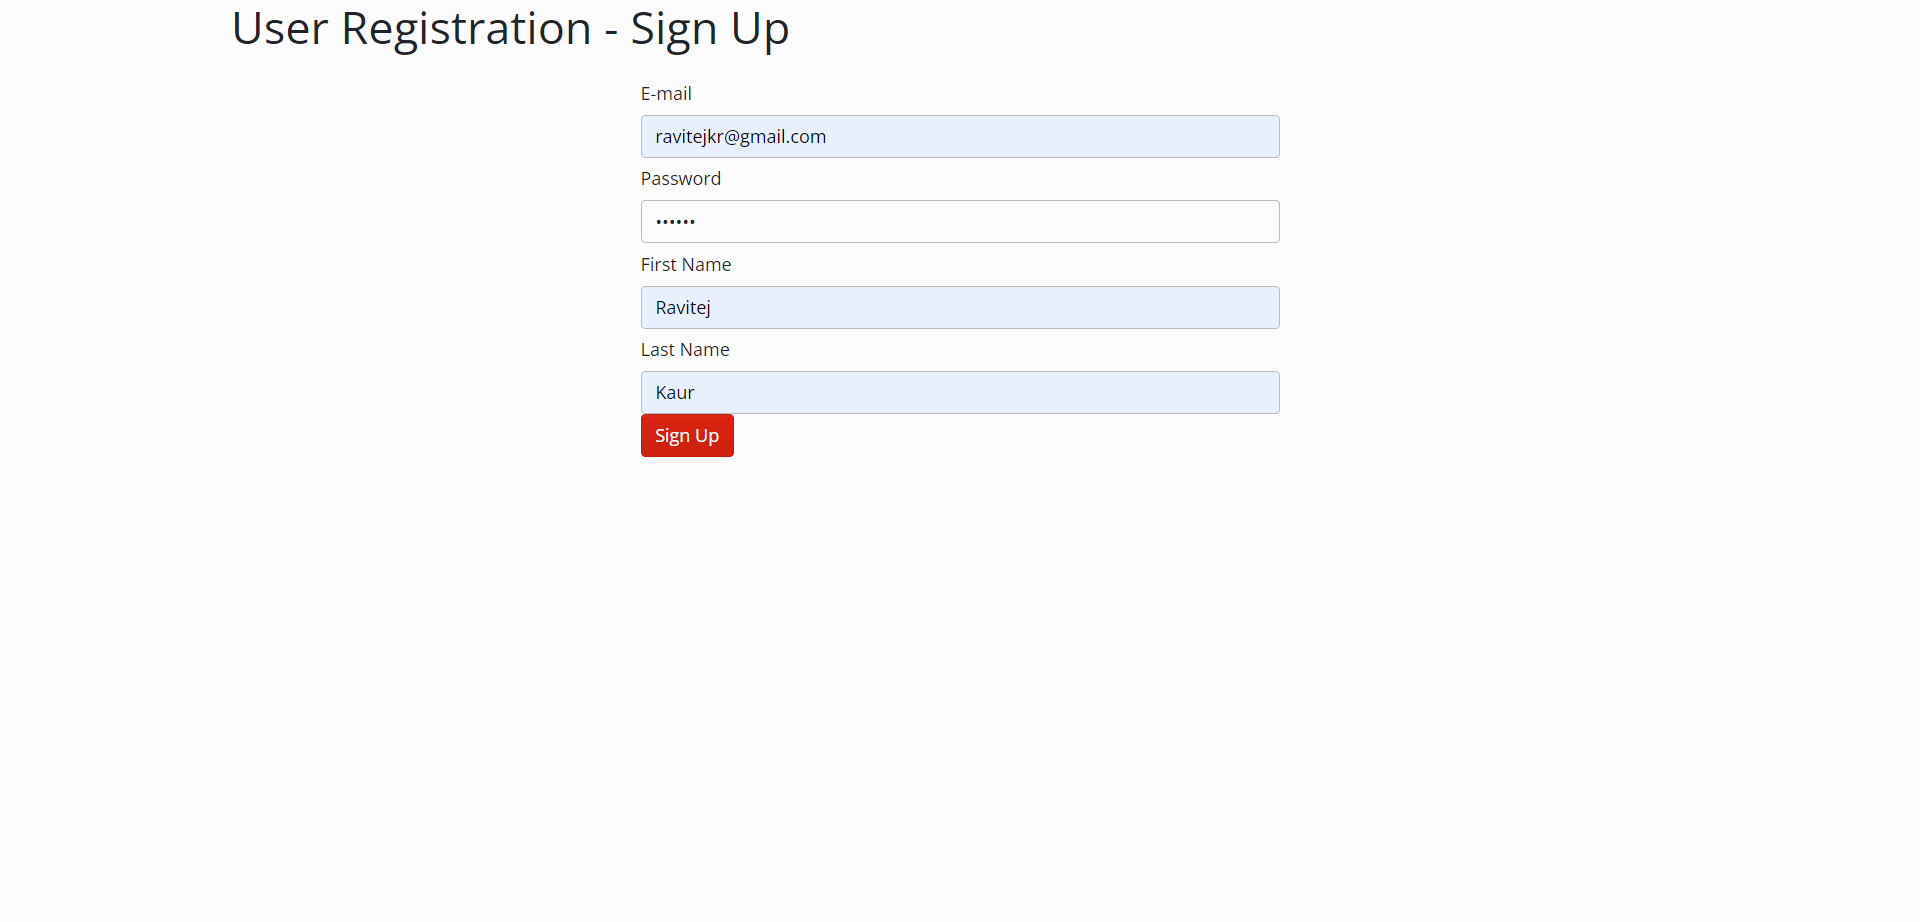 User Registration - Sign Up
E-mail
ravitejkr@gmail.com
Password
••••••
First Name
Ravitej
Last Name
Kaur
Sign Up